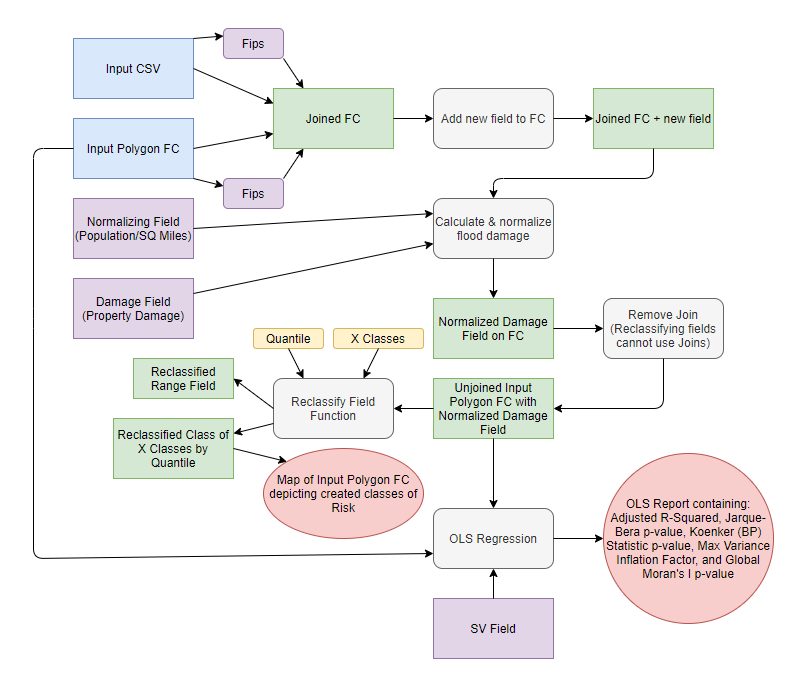 Fips
Input CSV
Joined FC
Add new field to FC
Joined FC + new field
Input Polygon FC
Fips
Normalizing Field
(Population/SQ Miles)
Calculate & normalize
flood damage
Damage Field
(Property Damage)
Normalized Damage
Field on FC
Remove Join
(Reclassifying fields
cannot use Joins)
Quantile
X Classes
Reclassified
Range Field
Reclassify Field
Function
Unjoined Input
Polygon FC with
Normalized Damage
Field
Reclassified Class of
X Classes by
Quantile
Map of Input Polygon FC
depicting created classes of
Risk
OLS Regression
OLS Report containing:
Adjusted R-Squared, Jarque-
Bera p-value, Koenker (BP)
Statistic p-value, Max Variance
Inflation Factor, and Global
Moran's I p-value
SV Field